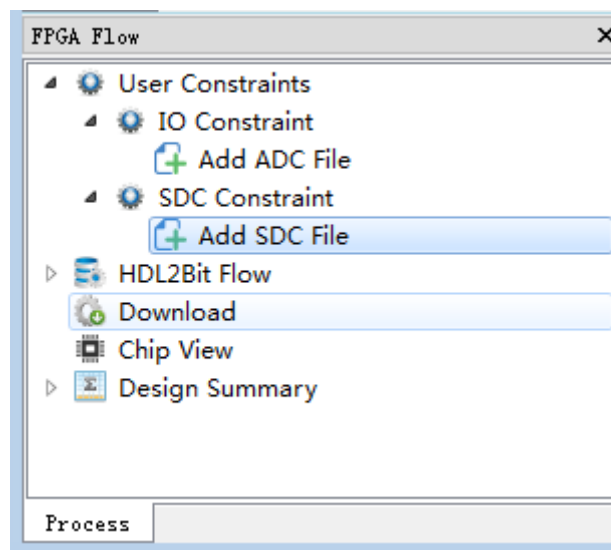 FPGA Flow
User Constraints
IO Constraint
Add ADC File
SDC Constraint
Add SDC File
HDL2Bit Flow
Download
Chip View
Design Summary
Process